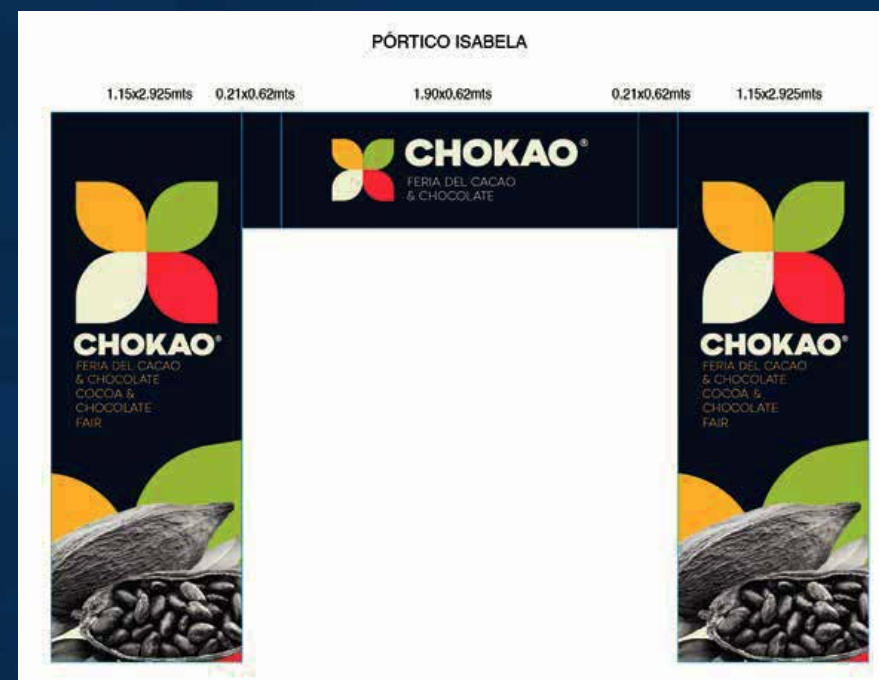 PÓRTICO ISABELA
1.15x2.925mts
0.21x0.62mts
1.90x0.62mts
0.21x0.62mts
1.15x2.925mts
CHOKAO®
FERIA DEL CACAO
& CHOCOLATE
CHOKAO®
FERIA DEL CACAO
& CHOCOLATE
COCOA &
CHOCOLATE
FAIR
CHOKAO®
FERIA DEL CACAO
& CHOCOLATE
COCOA &
CHOCOLATE
FAIR